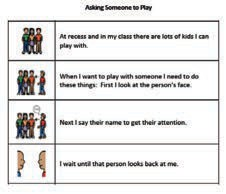 Asking Someone to Play
At recess and in my class there are lots of kids I can
play with.
When I want to play with someone I need to do
these things: First I look at the person's face.
Next I say their name to get their attention.
I wait until that person looks back at me.